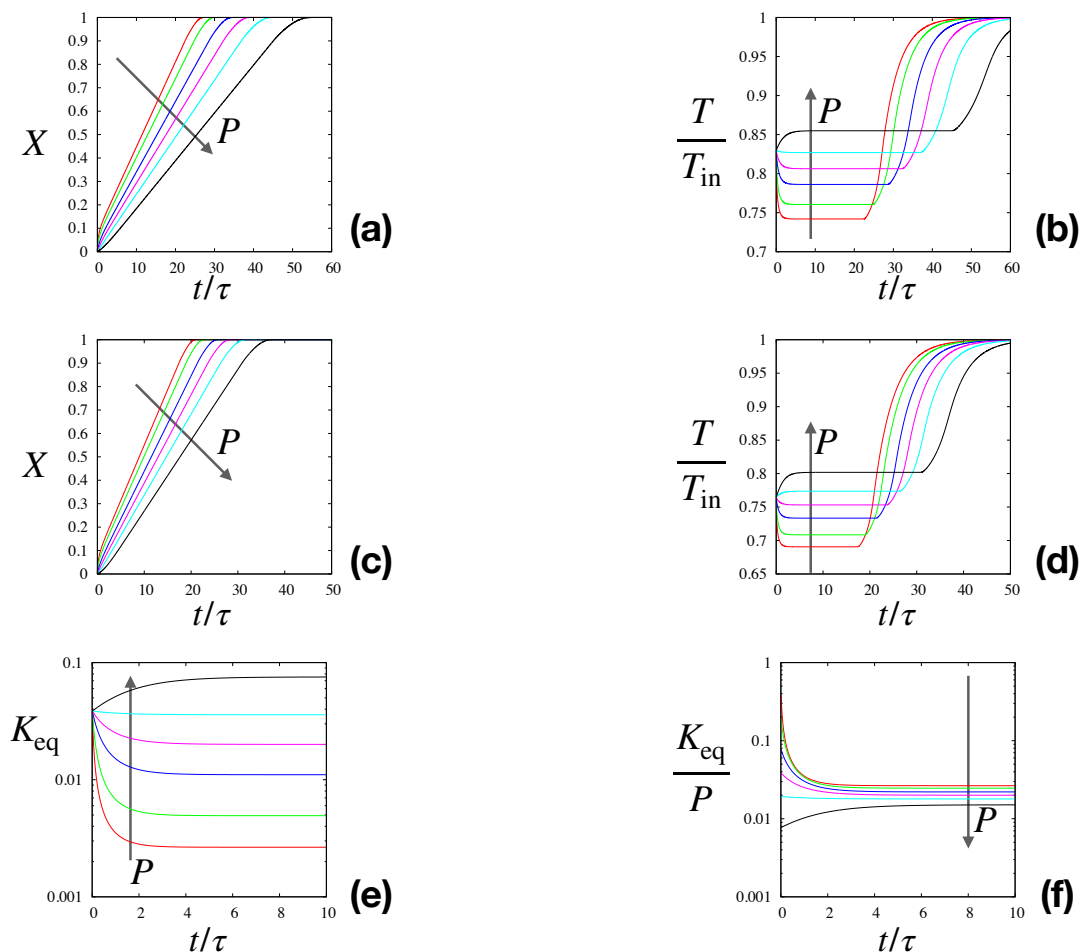 1
0.9
0.8
0.7
0.6
0.5
0.4
0.3
0.2
0.1
0
X
P
0 10 20 30 40 50 60
t/τ
(a)
1
0.95
0.9
0.85
0.8
0.75
0.7
T
T_in
P
0 10 20 30 40 50 60
t/τ
(b)
1
0.9
0.8
0.7
0.6
0.5
0.4
0.3
0.2
0.1
0
X
P
0 10 20 30 40 50
t/τ
(c)
1
0.95
0.9
0.85
0.8
0.75
0.7
0.65
T
T_in
P
0 10 20 30 40 50
t/τ
(d)
0.1
0.01
0.001
K_eq
P
0 2 4 6 8 10
t/τ
(e)
1
0.1
0.01
0.001
K_eq
P
P
0 2 4 6 8 10
t/τ
(f)